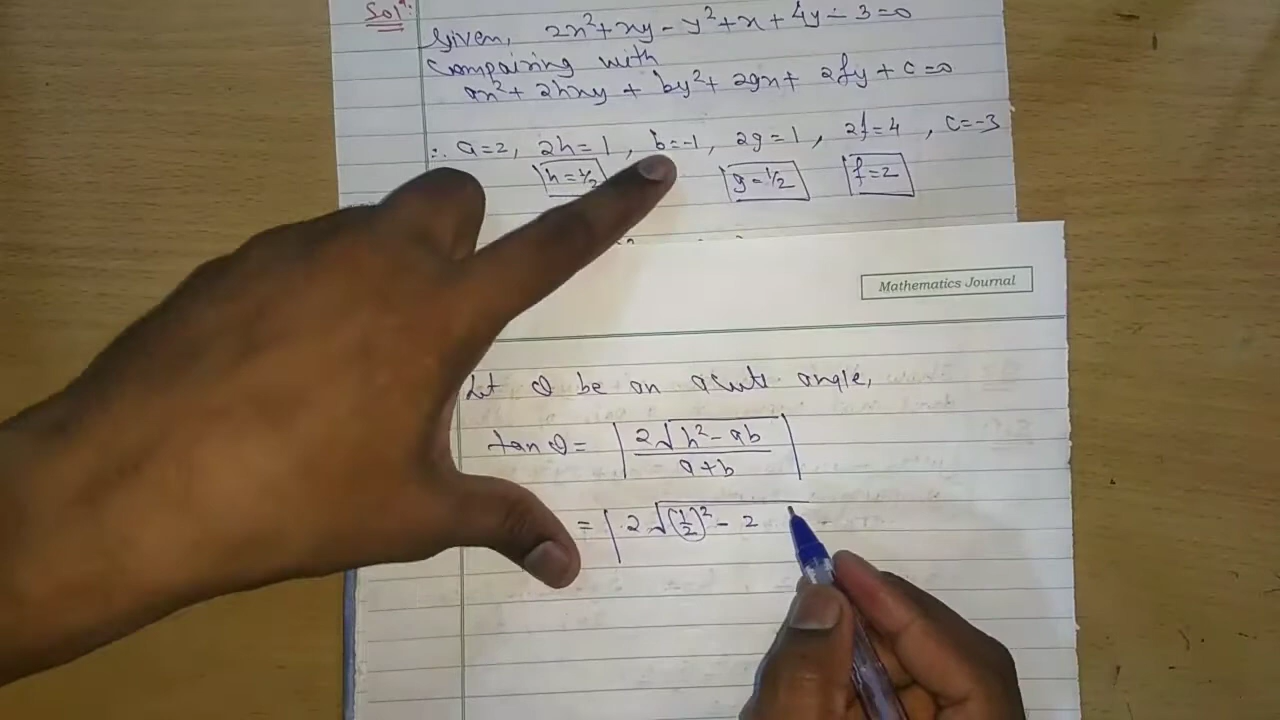 Solⁿ.
Given, 2x²+xy-y²+x+4y-3=0
Compairing with
ax²+2hxy+by²+2gx+2fy+c=0
∴ a=2, 2h=1, b=-1, 2g=1, 2f=4, c=-3
h=1/2 g=1/2 f=2
Mathematics Journal
Let θ be an acute angle,
tan θ = | 2√(h²-ab) / (a+b) |
= | 2√((1/2)²-2